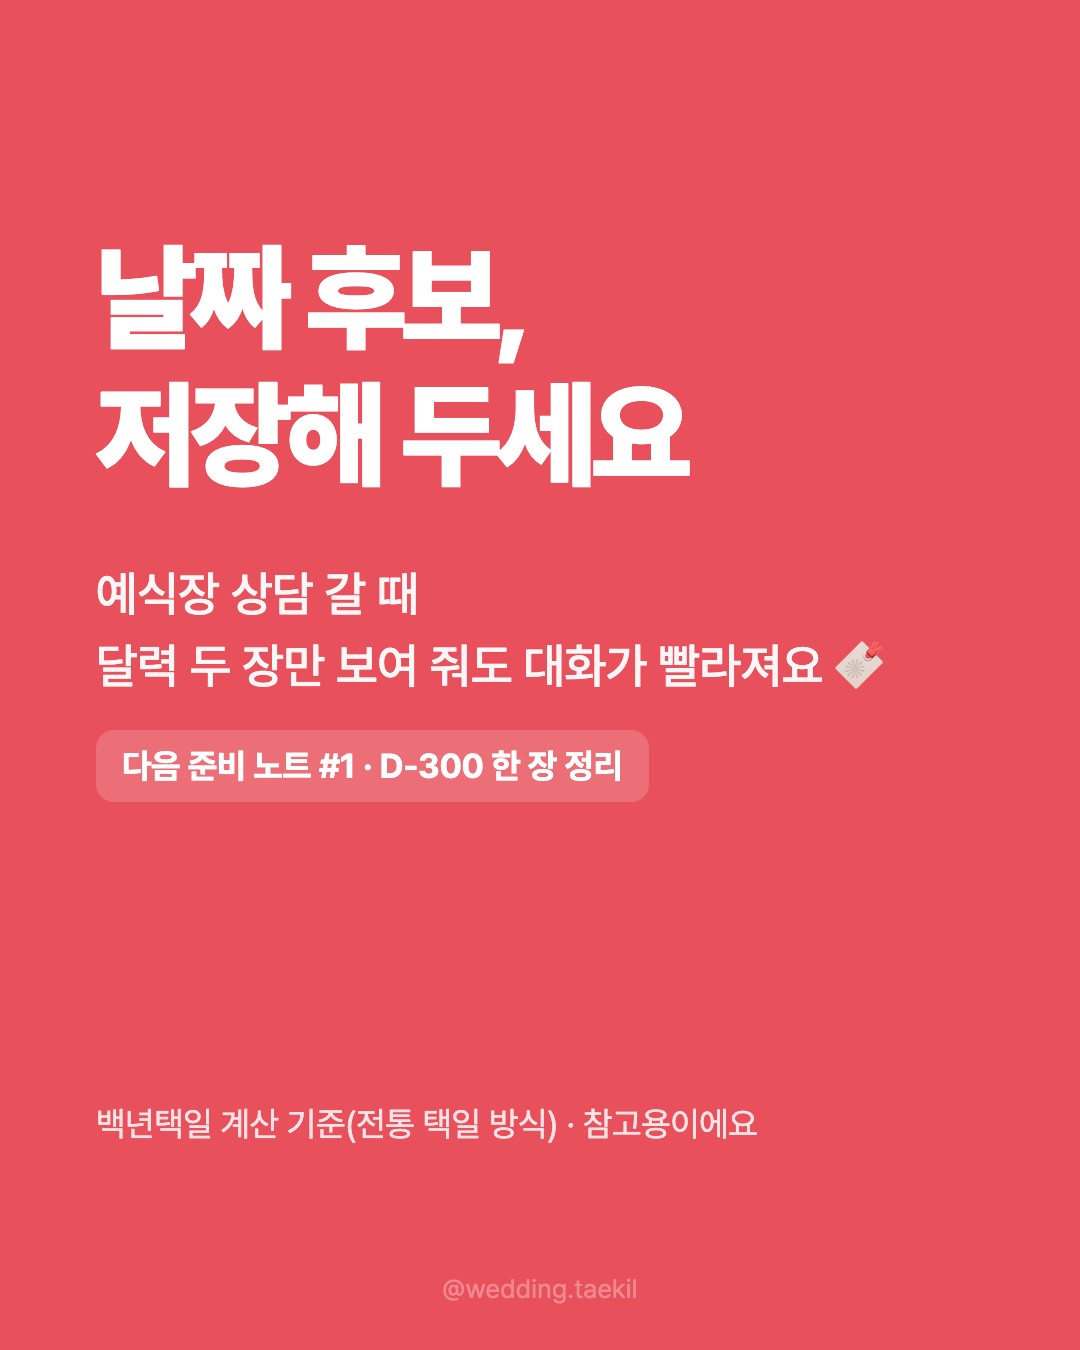 날짜 후보,
저장해 두세요
예식장 상담 갈 때
달력 두 장만 보여 줘도 대화가 빨라져요
다음 준비 노트 #1 · D-300 한 장 정리
백년택일 계산 기준(전통 택일 방식) · 참고용이에요
@wedding.taekil